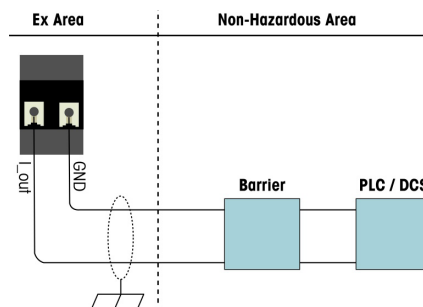 Ex Area
Non-Hazardous Area
I_out
GND
Barrier
PLC / DCS